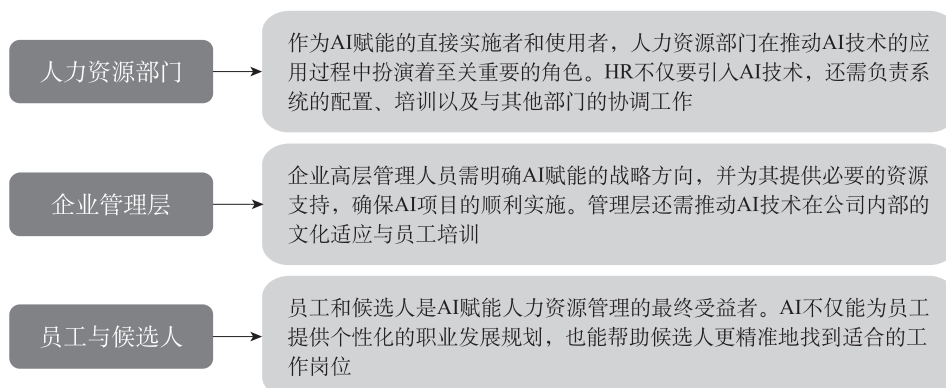 人力资源部门
作为AI赋能的直接实施者和使用者，人力资源部门在推动AI技术的应
用过程中扮演着至关重要的角色。HR不仅要引入AI技术，还需负责系
统的配置、培训以及与其他部门的协调工作
企业管理层
企业高层管理人员需明确AI赋能的战略方向，并为其提供必要的资源
支持，确保AI项目的顺利实施。管理层还需推动AI技术在公司内部的
文化适应与员工培训
员工与候选人
员工和候选人是AI赋能人力资源管理的最终受益者。AI不仅能为员工
提供个性化的职业发展规划，也能帮助候选人更精准地找到适合的工
作岗位